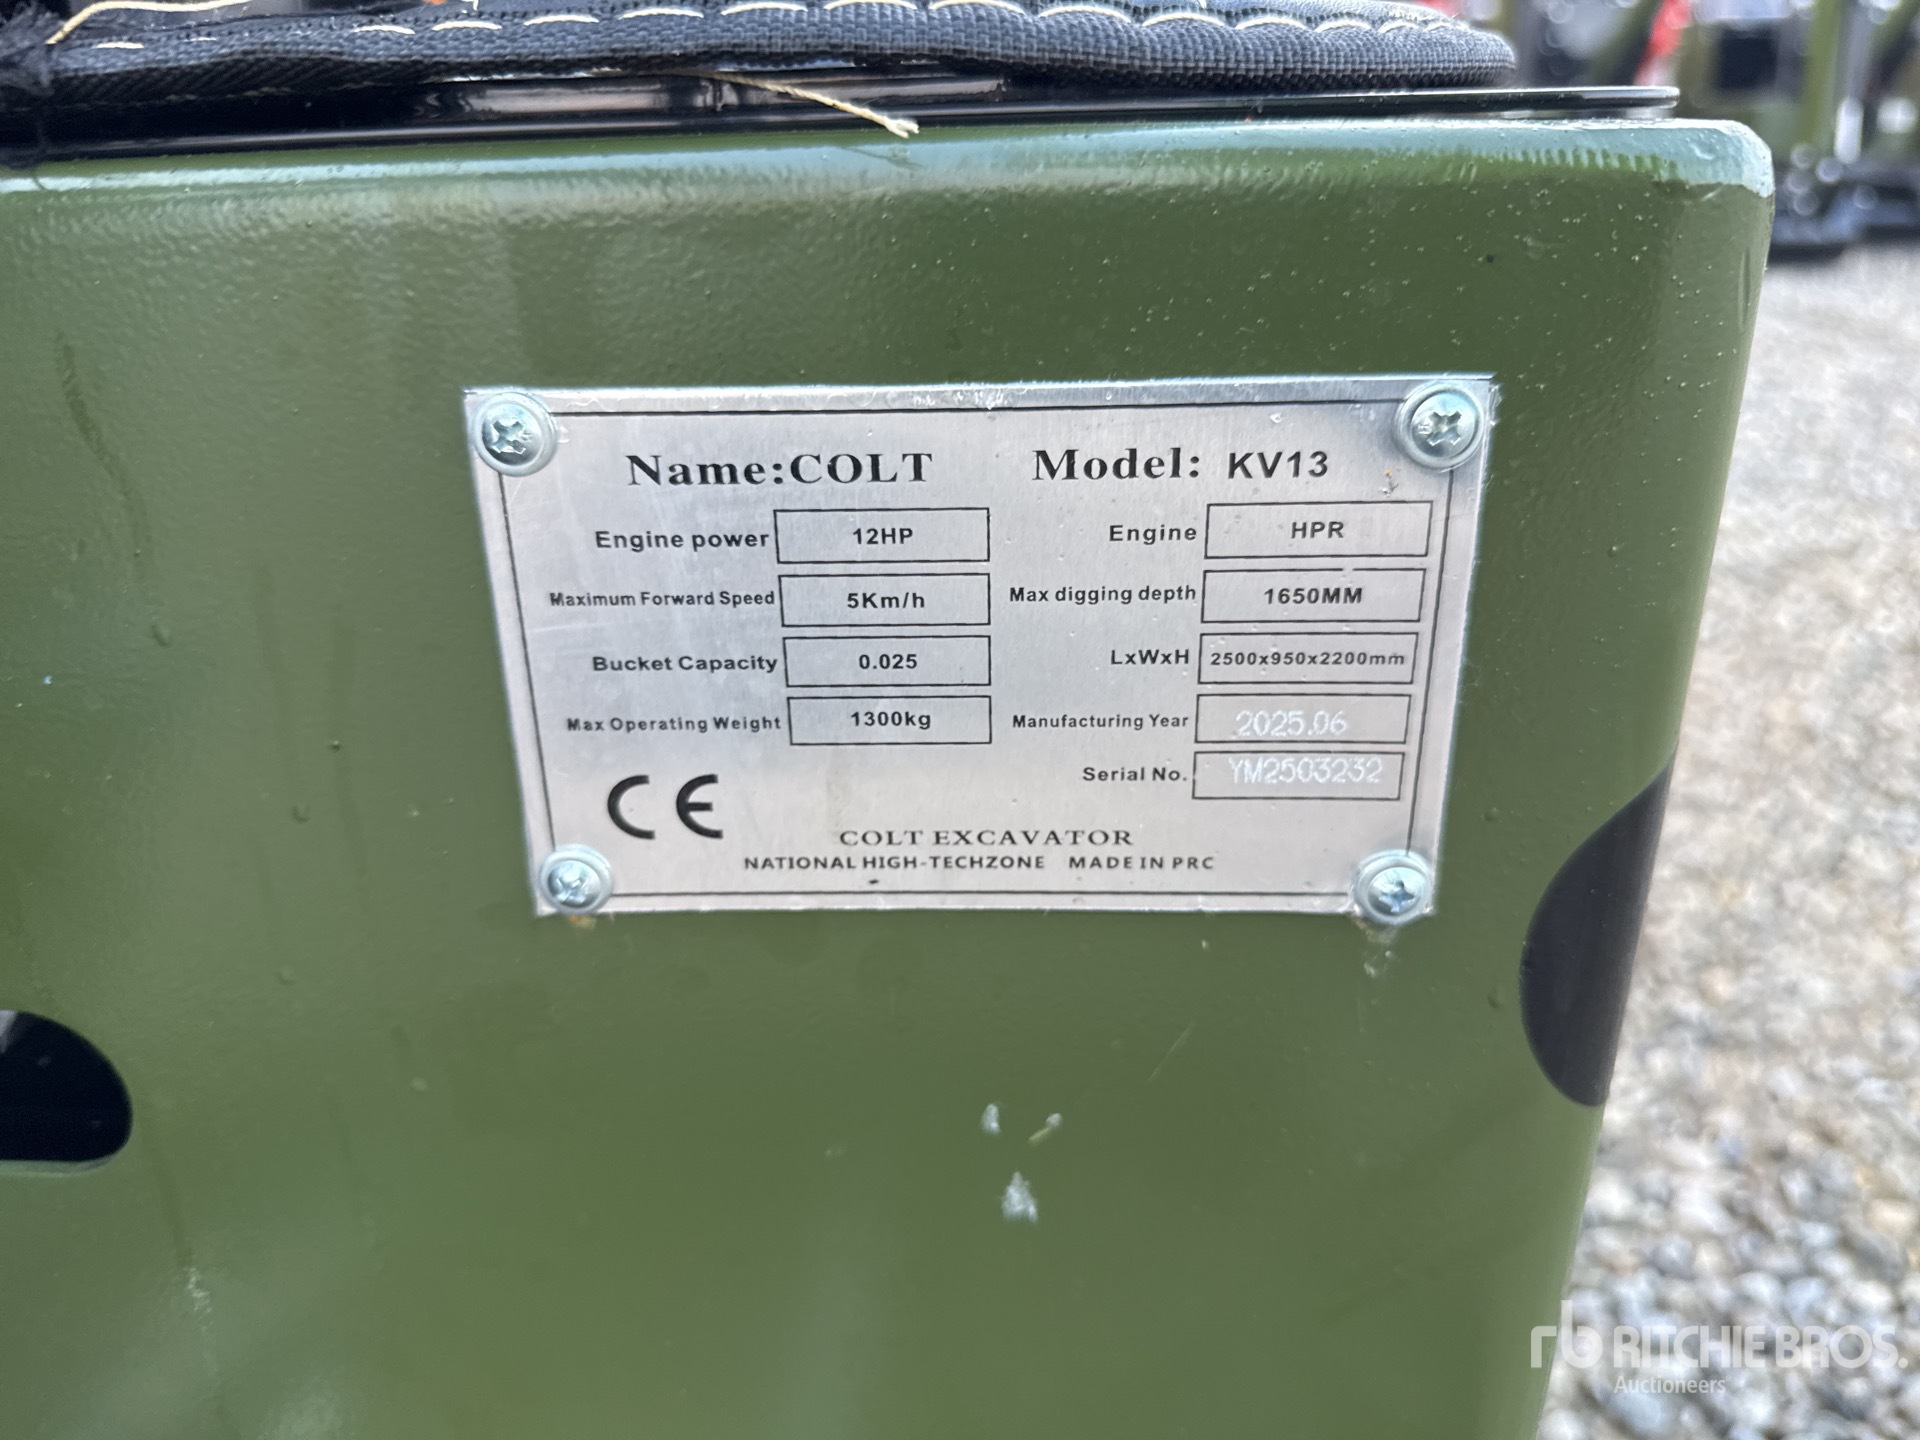 Name:COLT Model: KV13
Engine power 12HP Engine HPR
Maximum Forward Speed 5Km/h Max digging depth 1650MM
Bucket Capacity 0.025 LxWxH 2500x950x2200mm
Max Operating Weight 1300kg Manufacturing Year 2025.06
Serial No. YM2503232
CE
COLT EXCAVATOR
NATIONAL HIGH-TECHZONE MADE IN PRC
rb RITCHIE BROS.
Auctioneers